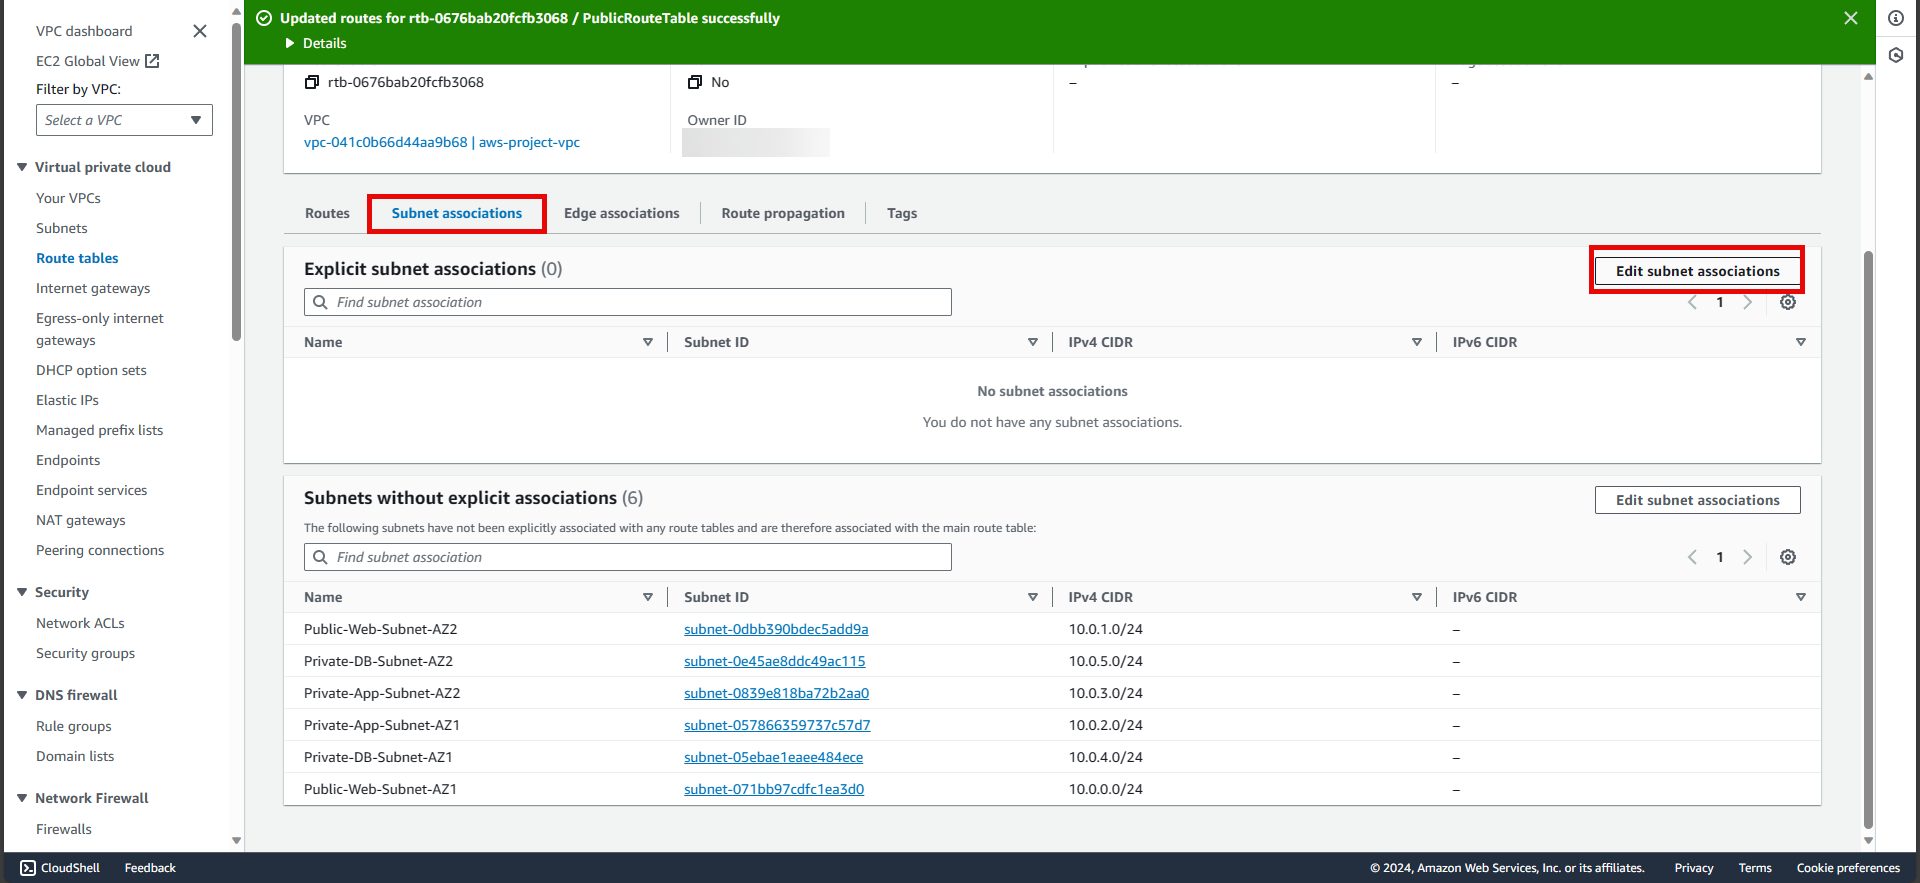 Updated routes for rtb-0676bab20fcfb3068 / PublicRouteTable successfully
Details
VPC dashboard
EC2 Global View
Filter by VPC:
Select a VPC
Virtual private cloud
Your VPCs
Subnets
Route tables
Internet gateways
Egress-only internet
gateways
DHCP option sets
Elastic IPs
Managed prefix lists
Endpoints
Endpoint services
NAT gateways
Peering connections
Security
Network ACLs
Security groups
DNS firewall
Rule groups
Domain lists
Network Firewall
Firewalls
rtb-0676bab20fcfb3068
No
–
–
VPC
vpc-041c0b66d44aa9b68 | aws-project-vpc
Owner ID
Routes
Subnet associations
Edge associations
Route propagation
Tags
Explicit subnet associations (0)
Edit subnet associations
Find subnet association
1
Name
Subnet ID
IPv4 CIDR
IPv6 CIDR
No subnet associations
You do not have any subnet associations.
Subnets without explicit associations (6)
Edit subnet associations
The following subnets have not been explicitly associated with any route tables and are therefore associated with the main route table:
Find subnet association
1
Name
Subnet ID
IPv4 CIDR
IPv6 CIDR
Public-Web-Subnet-AZ2 subnet-0dbb390bdec5add9a 10.0.1.0/24 –
Private-DB-Subnet-AZ2 subnet-0e45ae8ddc49ac115 10.0.5.0/24 –
Private-App-Subnet-AZ2 subnet-0839e818ba72b2aa0 10.0.3.0/24 –
Private-App-Subnet-AZ1 subnet-057866359737c57d7 10.0.2.0/24 –
Private-DB-Subnet-AZ1 subnet-05ebae1eaee484ece 10.0.4.0/24 –
Public-Web-Subnet-AZ1 subnet-071bb97cdfc1ea3d0 10.0.0.0/24 –
CloudShell
Feedback
© 2024, Amazon Web Services, Inc. or its affiliates.
Privacy
Terms
Cookie preferences